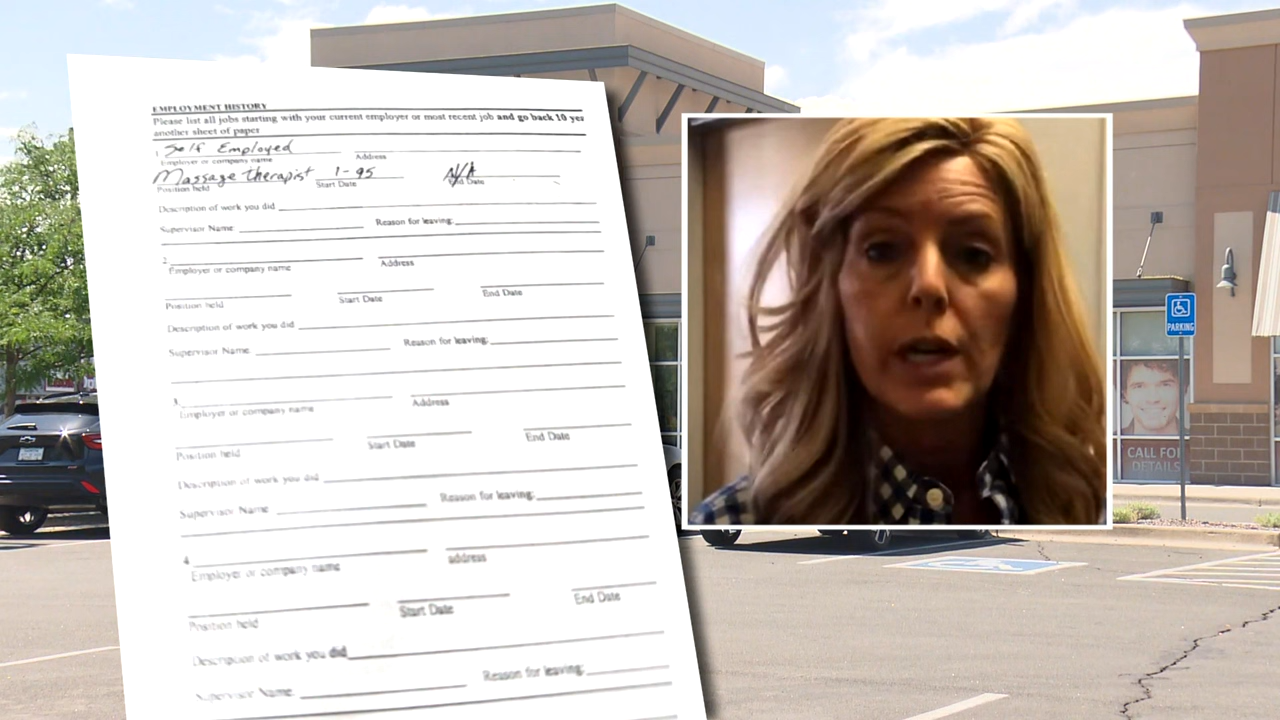 EMPLOYMENT HISTORY
Please list all jobs starting with your current employer or most recent job and go back 10 yer
another sheet of paper
1. Self Employed
Employer or company name Address
Massage therapist 1-95 N/A
Position held Start Date End Date
Description of work you did
Supervisor Name Reason for leaving:
2.
Employer or company name Address
Position held Start Date End Date
Description of work you did
Supervisor Name Reason for leaving:
3.
Employer or company name Address
Position held Start Date End Date
Description of work you did
Supervisor Name Reason for leaving:
4
Employer or company name address
Position held Start Date End Date
Description of work you did
Supervisor Name Reason for leaving:
PARKING
CALL FOR
DETAILS